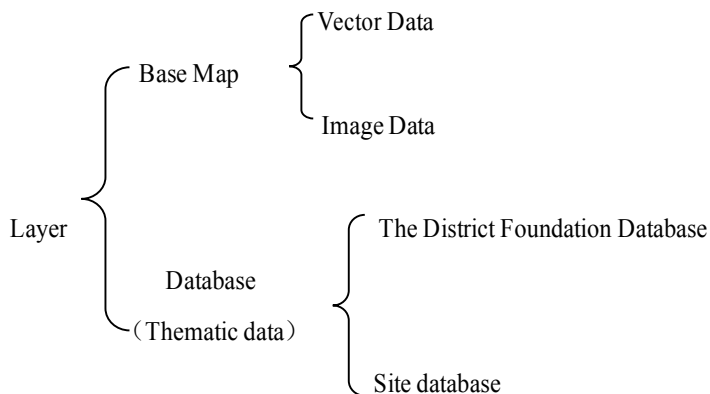 Vector Data
Base Map
Image Data
Layer
The District Foundation Database
Database
（Thematic data）
Site database